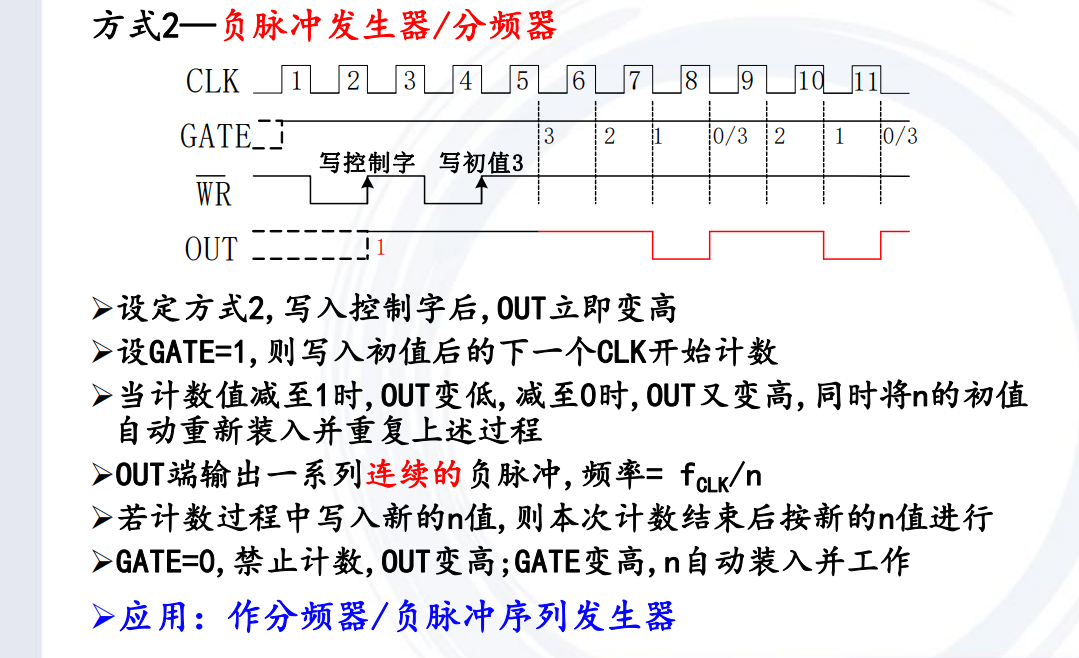 方式2—负脉冲发生器/分频器
CLK 1 2 3 4 5 6 7 8 9 10 11
GATE 3 2 1 0/3 2 1 0/3
写控制字 写初值3
WR
OUT 1
➢设定方式2,写入控制字后,OUT立即变高
➢设GATE=1,则写入初值后的下一个CLK开始计数
➢当计数值减至1时,OUT变低,减至0时,OUT又变高,同时将n的初值
自动重新装入并重复上述过程
➢OUT端输出一系列连续的负脉冲,频率= fCLK/n
➢若计数过程中写入新的n值,则本次计数结束后按新的n值进行
➢GATE=0,禁止计数,OUT变高;GATE变高,n自动装入并工作
➢应用：作分频器/负脉冲序列发生器